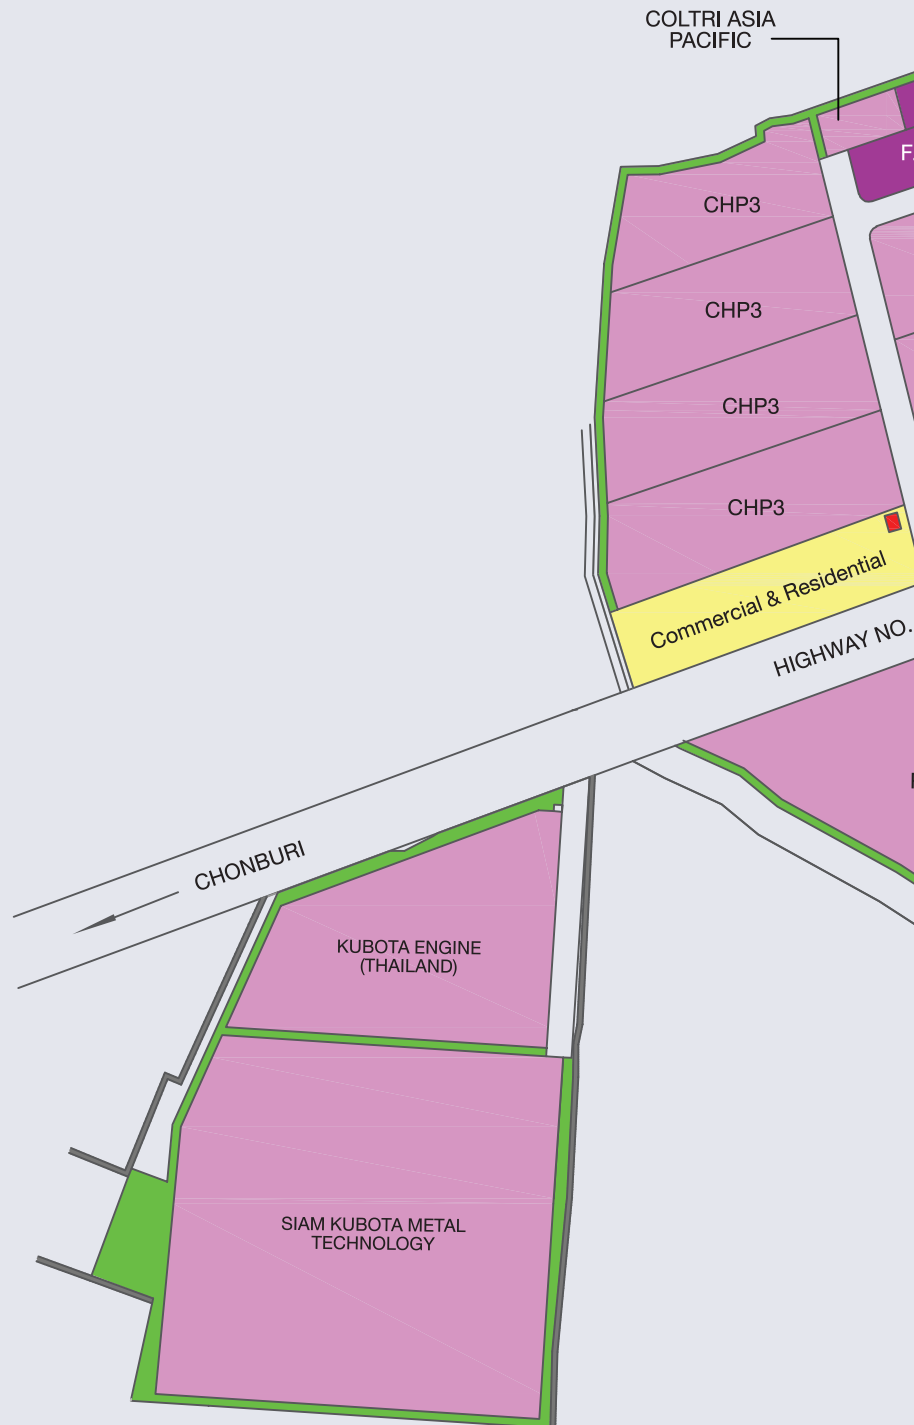 COLTRI ASIA
PACIFIC
CHP3
CHP3
CHP3
CHP3
Commercial & Residential
HIGHWAY NO.
CHONBURI
KUBOTA ENGINE
(THAILAND)
SIAM KUBOTA METAL
TECHNOLOGY